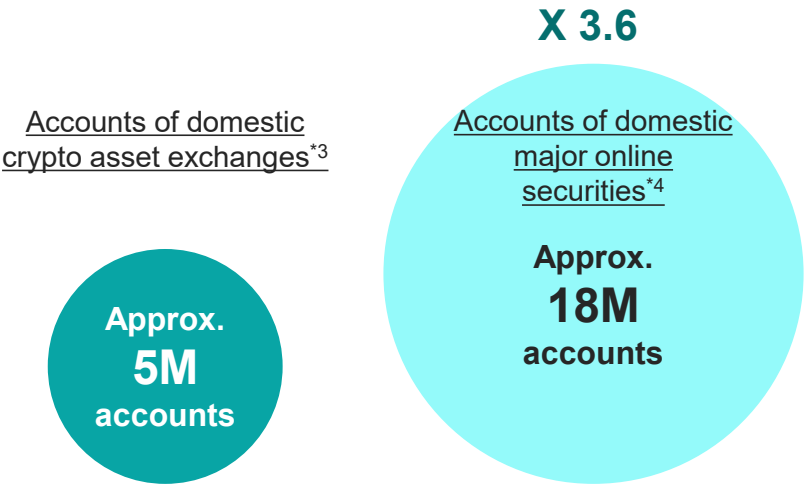 X 3.6
Accounts of domestic
crypto asset exchanges*3
Approx.
5M
accounts
Accounts of domestic
major online
securities*4
Approx.
18M
accounts